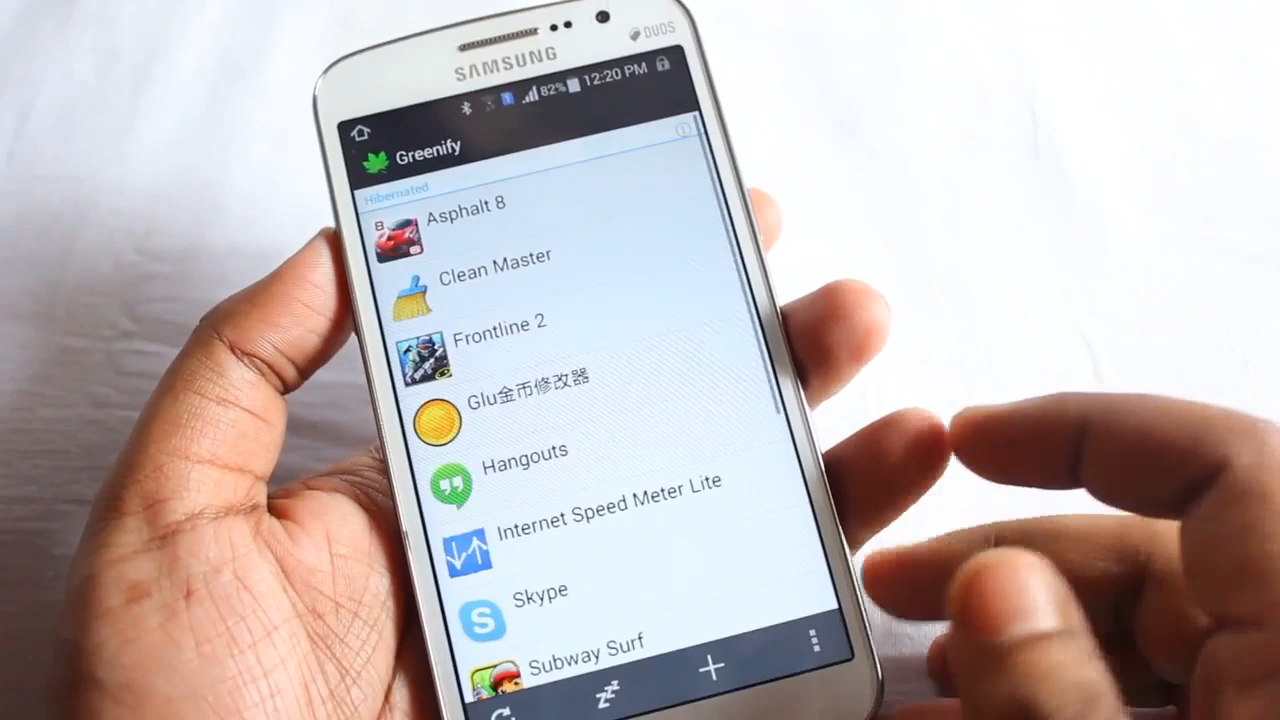 DUOS
SAMSUNG
82% 12:20 PM
Greenify
Hibernated
Asphalt 8
Clean Master
Frontline 2
Glu金币修改器
Hangouts
Internet Speed Meter Lite
Skype
Subway Surf